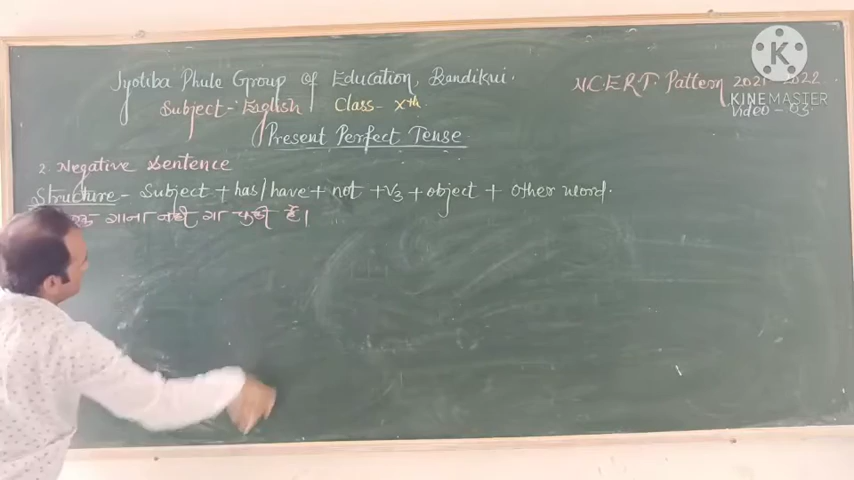 Jyotiba Phule Group of Education, Bandikui.
NCERT. Pattern 2021-2022
Subject:- English
Class- Xth
KINEMASTER
Video - 03
Present Perfect Tense
2. Negative Sentence
Structure - Subject + has/have + not + V3 + object + Other word.
गाना नही गा चुकी है।